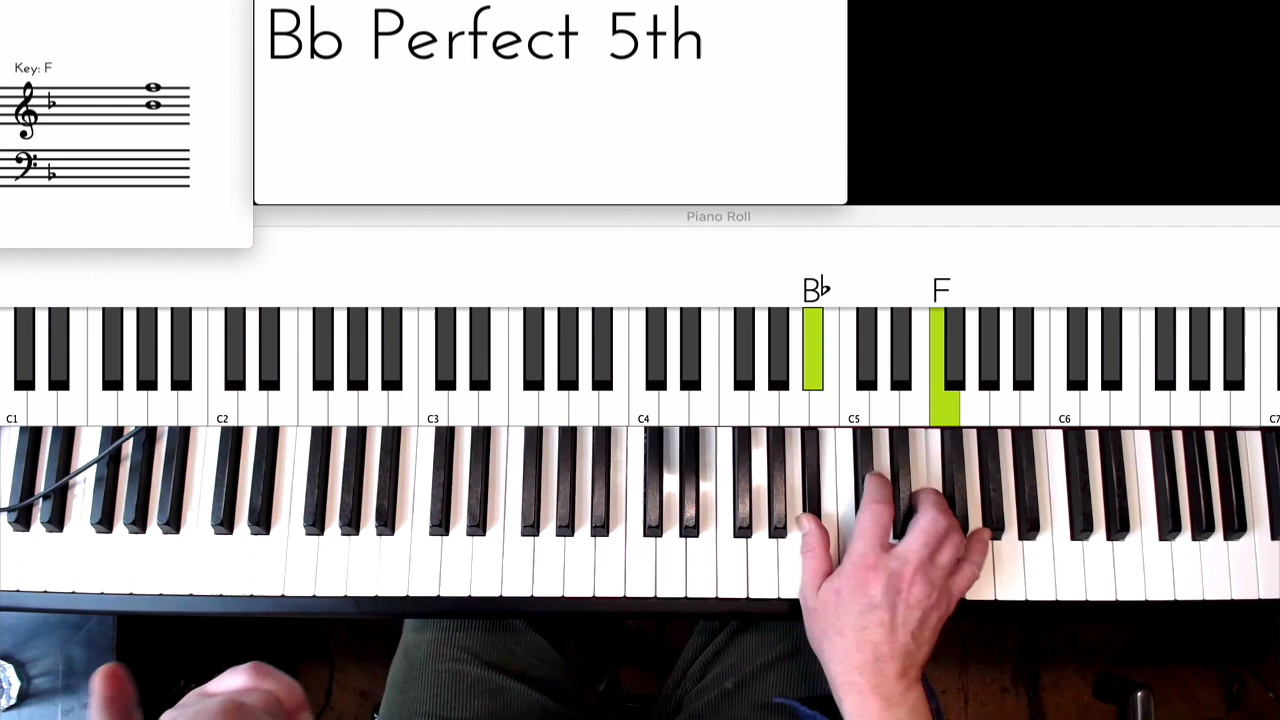 Bb Perfect 5th
Key: F
Piano Roll
B♭ F
C1 C2 C3 C4 C5 C6 C7